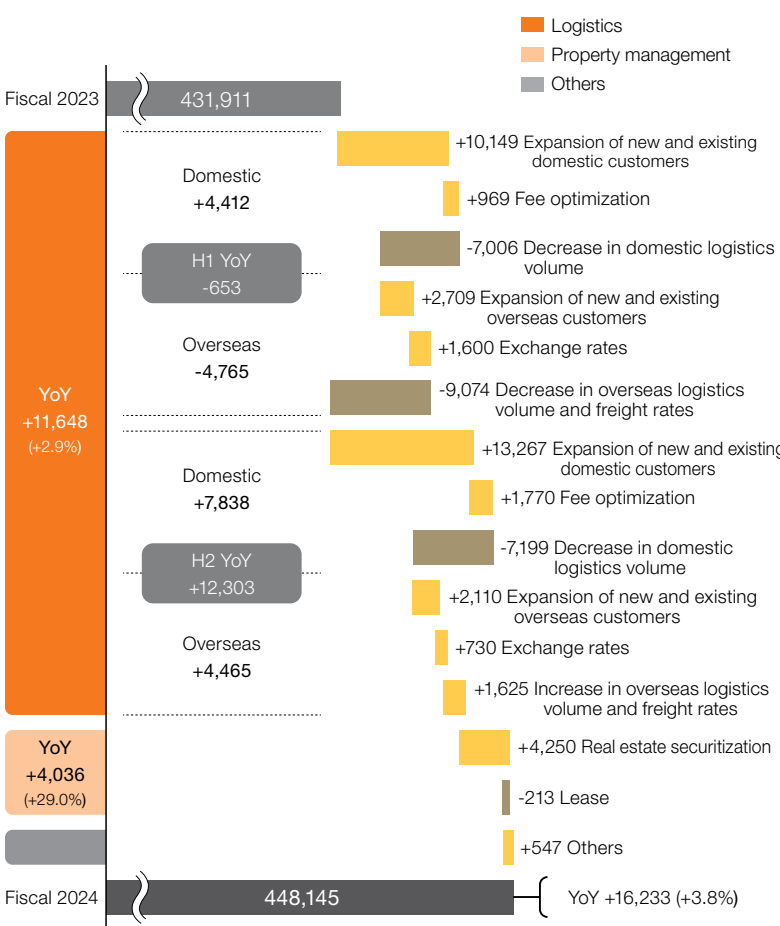 Logistics
Property management
Others
Fiscal 2023
431,911
YoY
+11,648
(+2.9%)
Domestic
+4,412
H1 YoY
-653
Overseas
-4,765
+10,149 Expansion of new and existing
domestic customers
+969 Fee optimization
-7,006 Decrease in domestic logistics
volume
+2,709 Expansion of new and existing
overseas customers
+1,600 Exchange rates
-9,074 Decrease in overseas logistics
volume and freight rates
Domestic
+7,838
H2 YoY
+12,303
Overseas
+4,465
+13,267 Expansion of new and existing
domestic customers
+1,770 Fee optimization
-7,199 Decrease in domestic
logistics volume
+2,110 Expansion of new and existing
overseas customers
+730 Exchange rates
+1,625 Increase in overseas logistics
volume and freight rates
YoY
+4,036
(+29.0%)
+4,250 Real estate securitization
-213 Lease
+547 Others
Fiscal 2024
448,145
YoY +16,233 (+3.8%)